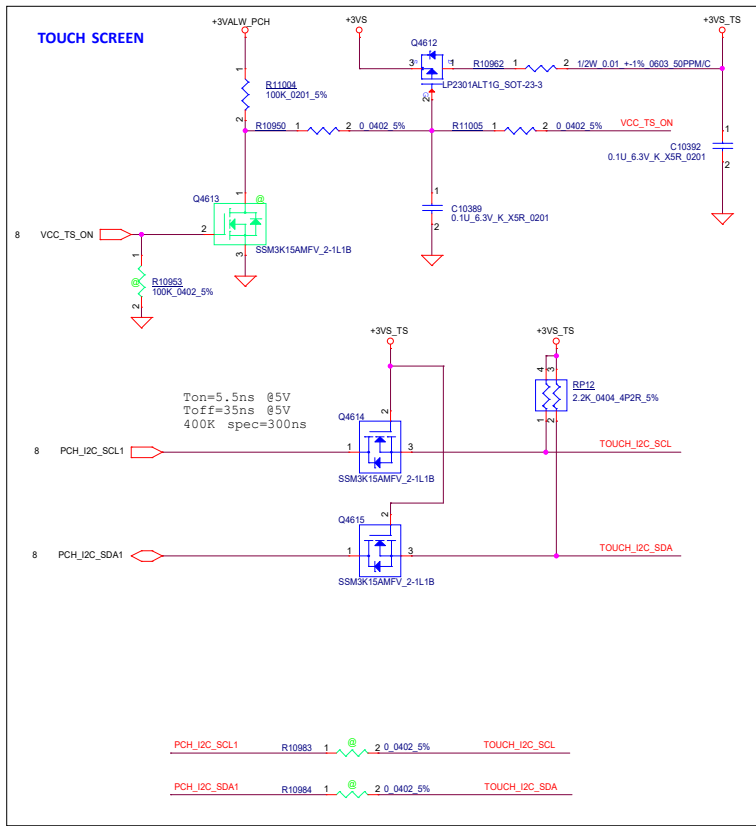 TOUCH SCREEN
+3VALW_PCH
+3VS
Q4612
+3VS_TS
3
1
R10962
1
2
1/2W_0.01_+-1%_0603_50PPM/C
LP2301ALT1G_SOT-23-3
2
1
R11004
100K_0201_5%
2
R10950
1
2
0_0402_5%
R11005
1
2
0_0402_5%
VCC_TS_ON
1
C10392
0.1U_6.3V_K_X5R_0201
2
1
C10389
0.1U_6.3V_K_X5R_0201
2
Q4613
1
@
8
VCC_TS_ON
2
SSM3K15AMFV_2-1L1B
3
1
@
R10953
100K_0402_5%
2
+3VS_TS
+3VS_TS
4
3
RP12
2.2K_0404_4P2R_5%
1
2
Ton=5.5ns @5V
Toff=35ns @5V
400K spec=300ns
2
Q4614
8
PCH_I2C_SCL1
1
3
TOUCH_I2C_SCL
SSM3K15AMFV_2-1L1B
2
Q4615
8
PCH_I2C_SDA1
1
3
TOUCH_I2C_SDA
SSM3K15AMFV_2-1L1B
@
PCH_I2C_SCL1
R10983
1
2
0_0402_5%
TOUCH_I2C_SCL
@
PCH_I2C_SDA1
R10984
1
2
0_0402_5%
TOUCH_I2C_SDA